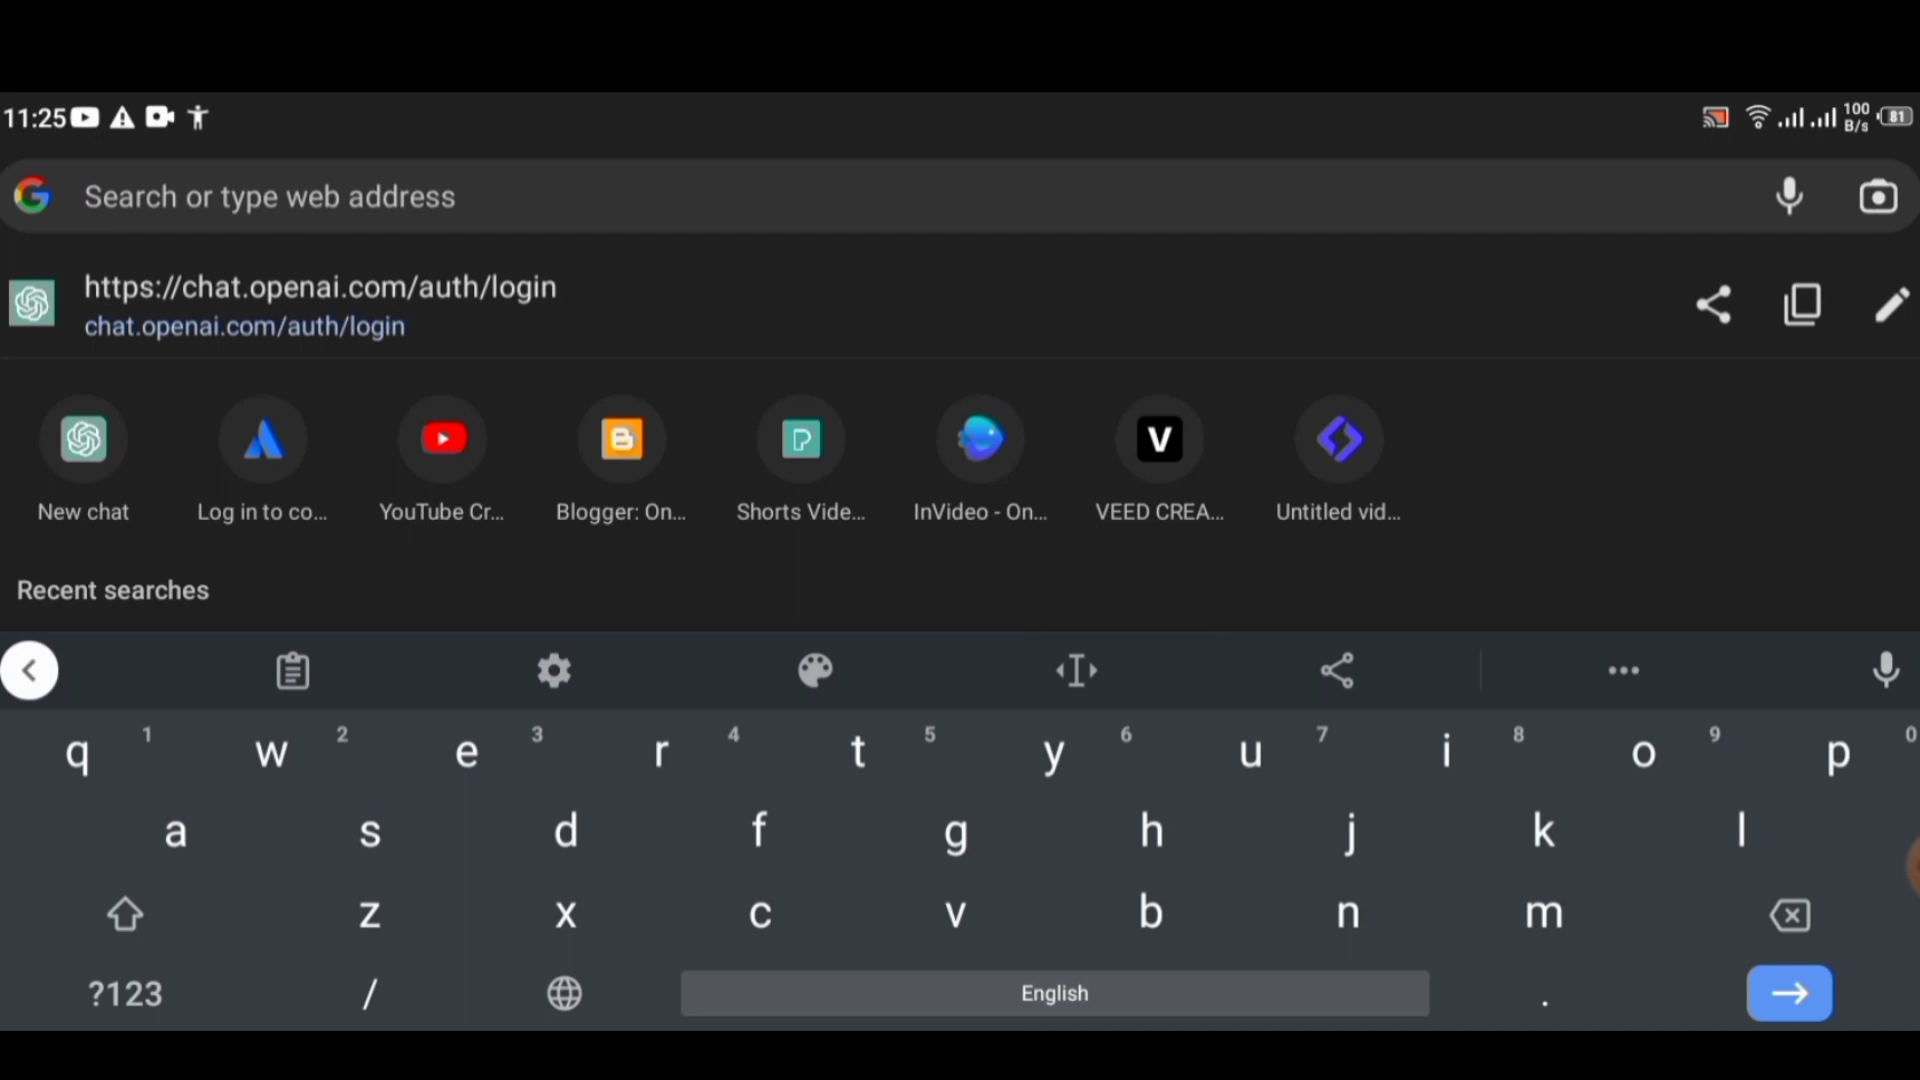 11:25
100
B/s
81
Search or type web address
https://chat.openai.com/auth/login
chat.openai.com/auth/login
New chat
Log in to co...
YouTube Cr...
Blogger: On...
Shorts Vide...
InVideo - On...
V
VEED CREA...
Untitled vid...
Recent searches
q 1 w 2 e 3 r 4 t 5 y 6 u 7 i 8 o 9 p 0
a s d f g h j k l
z x c v b n m
?123 / English .